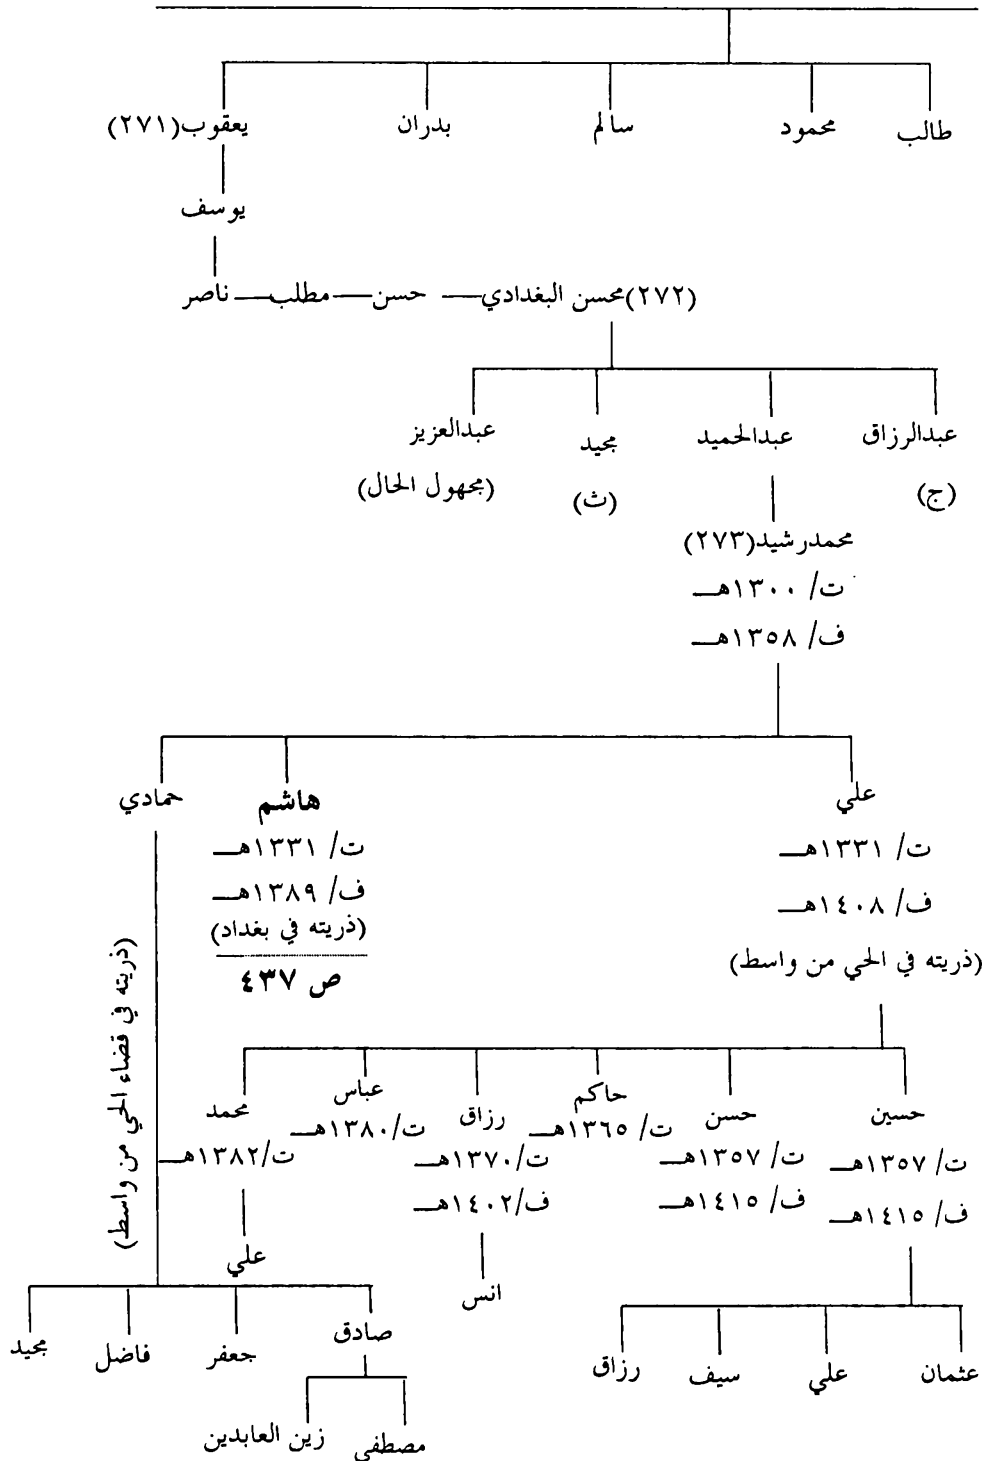 طالب محمود سالم بدران يعقوب(٢٧١)
يوسف
(٢٧٢)محسن البغدادي — حسن — مطلب — ناصر
عبدالرزاق عبدالحميد مجيد عبدالعزيز
(ج) (ث) (مجهول الحال)
محمدرشيد(٢٧٣)
ت/ ١٣٠٠هـ
ف/ ١٣٥٨هـ
علي هاشم حمادي
ت/ ١٣٣١هـ ت/ ١٣٣١هـ
ف/ ١٤٠٨هـ ف/ ١٣٨٩هـ
(ذريته في الحي من واسط) (ذريته في بغداد)
ص ٤٣٧
(ذريته في قضاء الحي من واسط)
حسين حسن حاكم رزاق عباس محمد
ت/ ١٣٥٧هـ ت/ ١٣٥٧هـ ت/ ١٣٦٥هـ ت/١٣٧٠هـ ت/١٣٨٠هـ ت/١٣٨٢هـ
ف/ ١٤١٥هـ ف/ ١٤١٥هـ ف/١٤٠٢هـ
علي
انس
عثمان علي سيف رزاق
صادق جعفر فاضل مجيد
مصطفى زين العابدين